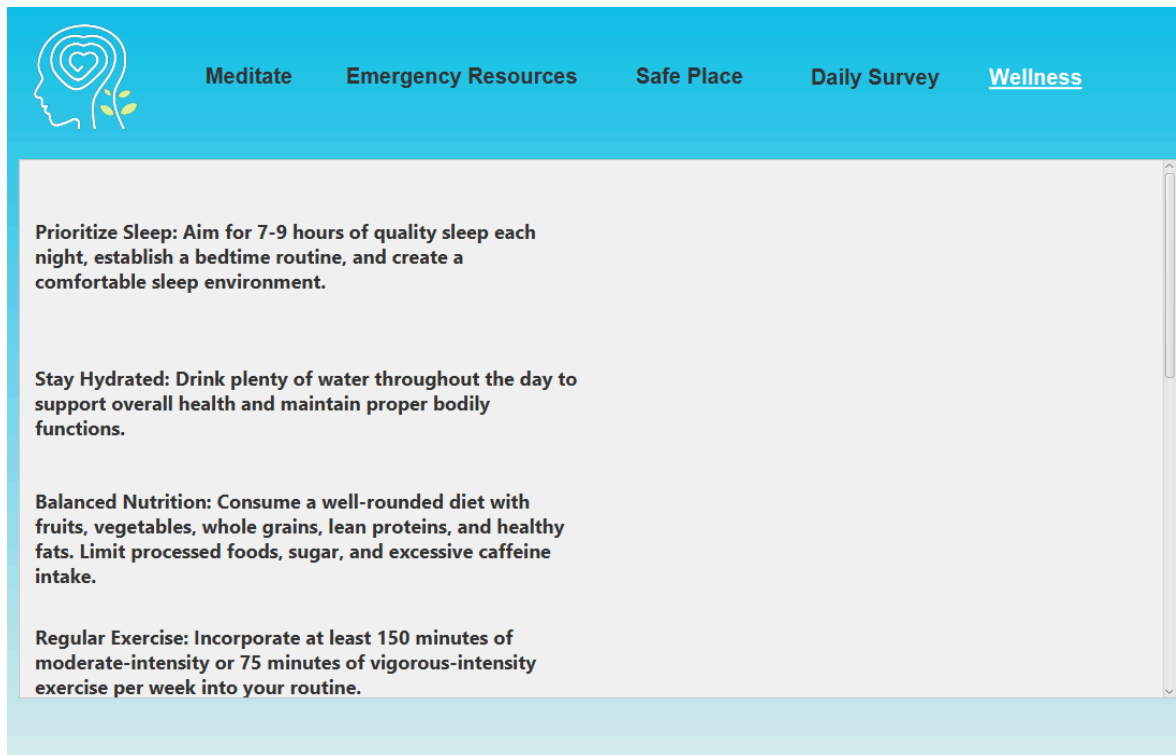 Meditate Emergency Resources Safe Place Daily Survey Wellness
Prioritize Sleep: Aim for 7-9 hours of quality sleep each
night, establish a bedtime routine, and create a
comfortable sleep environment.
Stay Hydrated: Drink plenty of water throughout the day to
support overall health and maintain proper bodily
functions.
Balanced Nutrition: Consume a well-rounded diet with
fruits, vegetables, whole grains, lean proteins, and healthy
fats. Limit processed foods, sugar, and excessive caffeine
intake.
Regular Exercise: Incorporate at least 150 minutes of
moderate-intensity or 75 minutes of vigorous-intensity
exercise per week into your routine.